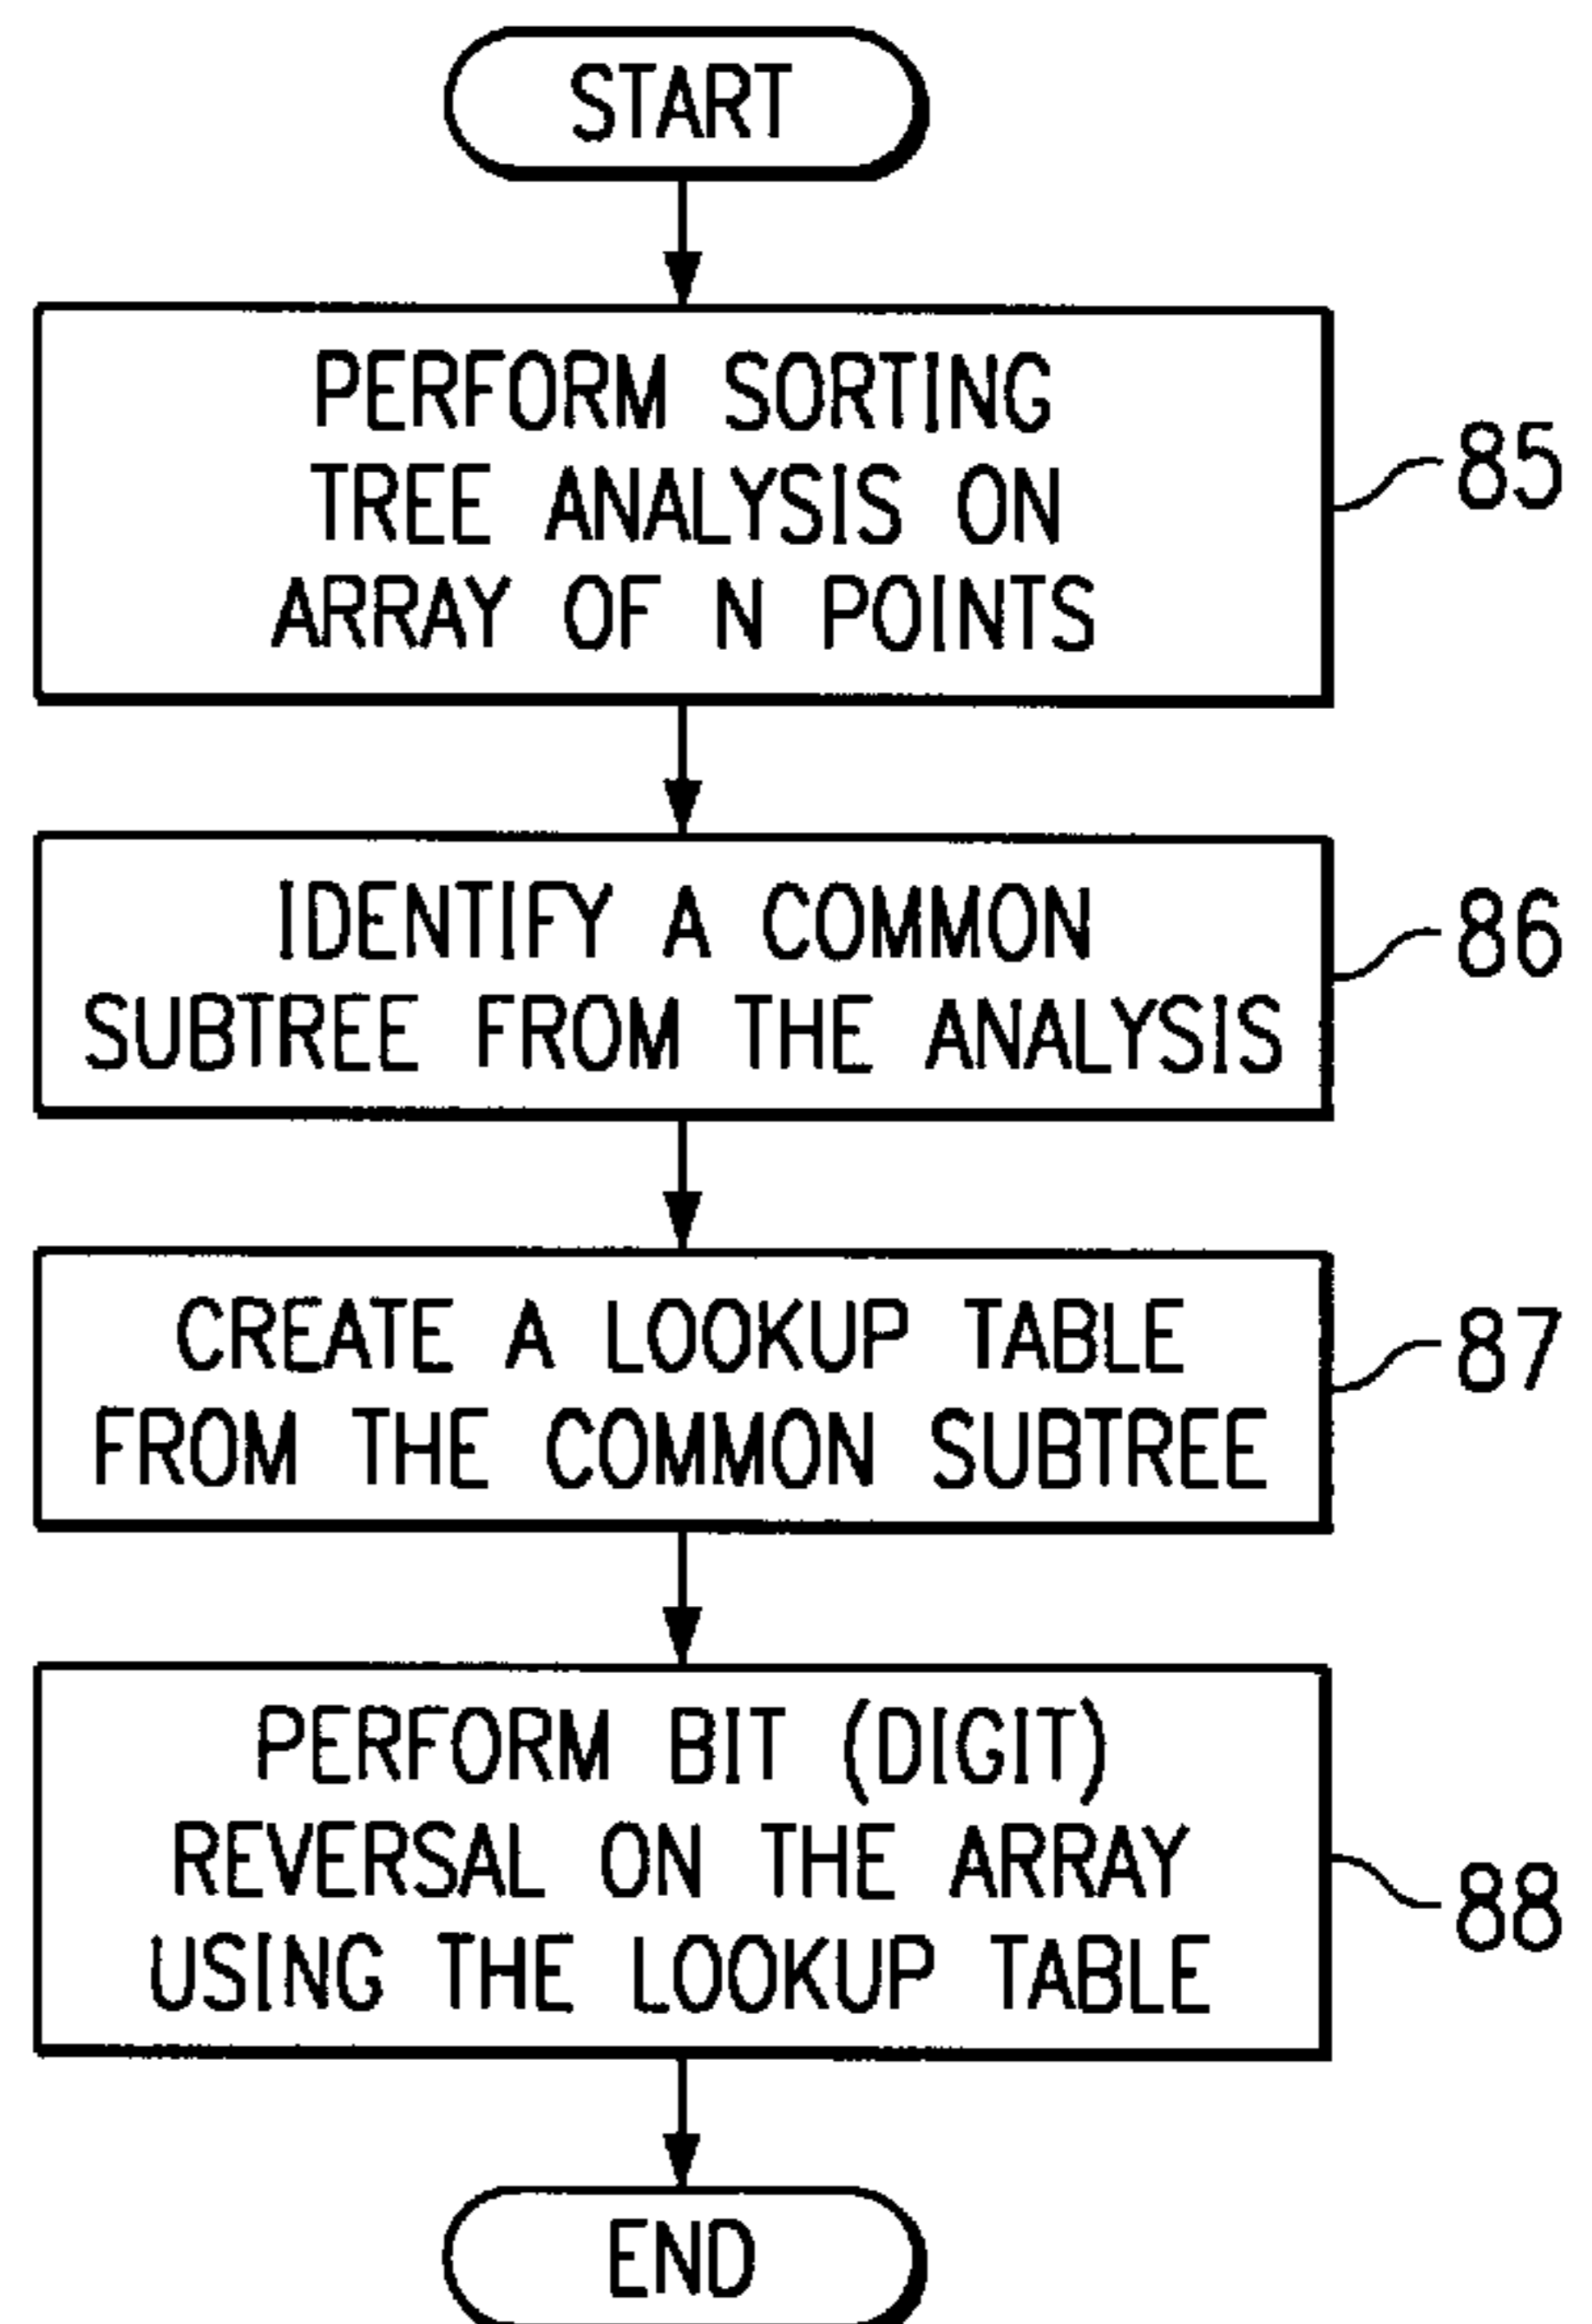 START
PERFORM SORTING
TREE ANALYSIS ON
ARRAY OF N POINTS
85
IDENTIFY A COMMON
SUBTREE FROM THE ANALYSIS
86
CREATE A LOOKUP TABLE
FROM THE COMMON SUBTREE
87
PERFORM BIT (DIGIT)
REVERSAL ON THE ARRAY
USING THE LOOKUP TABLE
88
END